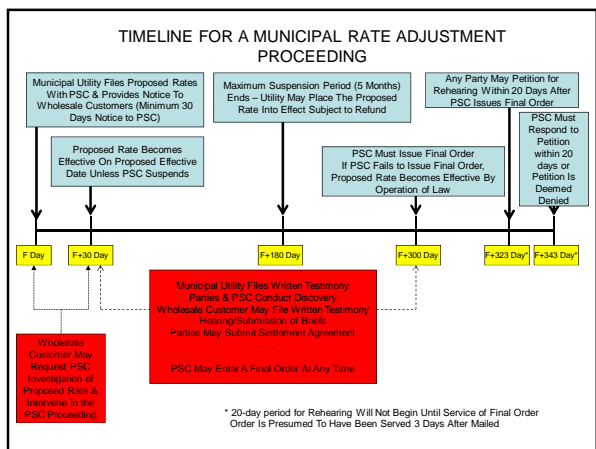 TIMELINE FOR A MUNICIPAL RATE ADJUSTMENT
PROCEEDING
Municipal Utility Files Proposed Rates
With PSC & Provides Notice To
Wholesale Customers (Minimum 30
Days Notice to PSC)
Proposed Rate Becomes
Effective On Proposed Effective
Date Unless PSC Suspends
Maximum Suspension Period (5 Months)
Ends – Utility May Place The Proposed
Rate Into Effect Subject to Refund
PSC Must Issue Final Order
If PSC Fails to Issue Final Order,
Proposed Rate Becomes Effective By
Operation of Law
Any Party May Petition for
Rehearing Within 20 Days After
PSC Issues Final Order
PSC Must
Respond to
Petition
within 20
days or
Petition Is
Deemed
Denied
F Day
F+30 Day
F+180 Day
F+300 Day
F+323 Day*
F+343 Day*
Wholesale
Customer May
Request PSC
Investigation of
Proposed Rate &
Intervene in the
PSC Proceeding
Municipal Utility Files Written Testimony
Parties & PSC Conduct Discovery
Wholesale Customer May File Written Testimony
Hearing/Submission of Briefs
Parties May Submit Settlement Agreement
. . . . .
PSC May Enter A Final Order At Any Time
* 20-day period for Rehearing Will Not Begin Until Service of Final Order
Order Is Presumed To Have Been Served 3 Days After Mailed